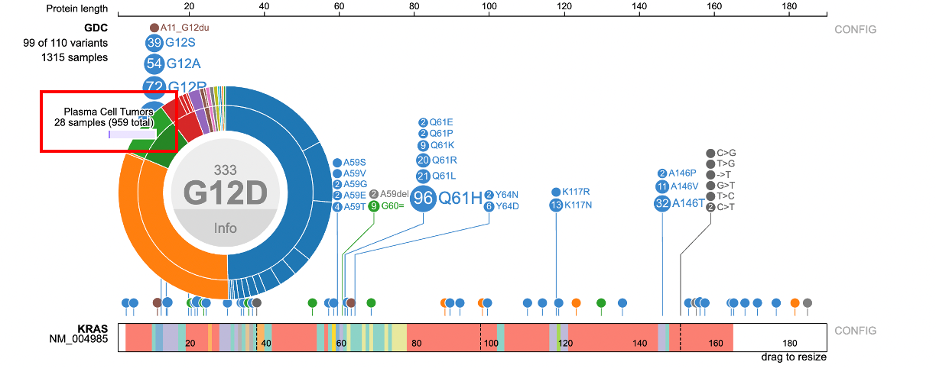 Protein length
20 40 60 80 100 120 140 160 180
GDC
99 of 110 variants
1315 samples
CONFIG
A11_G12du
39 G12S
54 G12A
72 G12R
Plasma Cell Tumors
28 samples (959 total)
333
G12D
Info
A59S
A59V
2 A59G
2 A59E
4 A59T
2 A59del
9 G60=
2 Q61E
2 Q61P
9 Q61K
20 Q61R
21 Q61L
96 Q61H
2 Y64N
6 Y64D
K117R
13 K117N
2 A146P
11 A146V
32 A146T
C>G
T>G
->T
G>T
T>C
2 C>T
KRAS
NM_004985
20 40 60 80 100 120 140 160 180
CONFIG
drag to resize